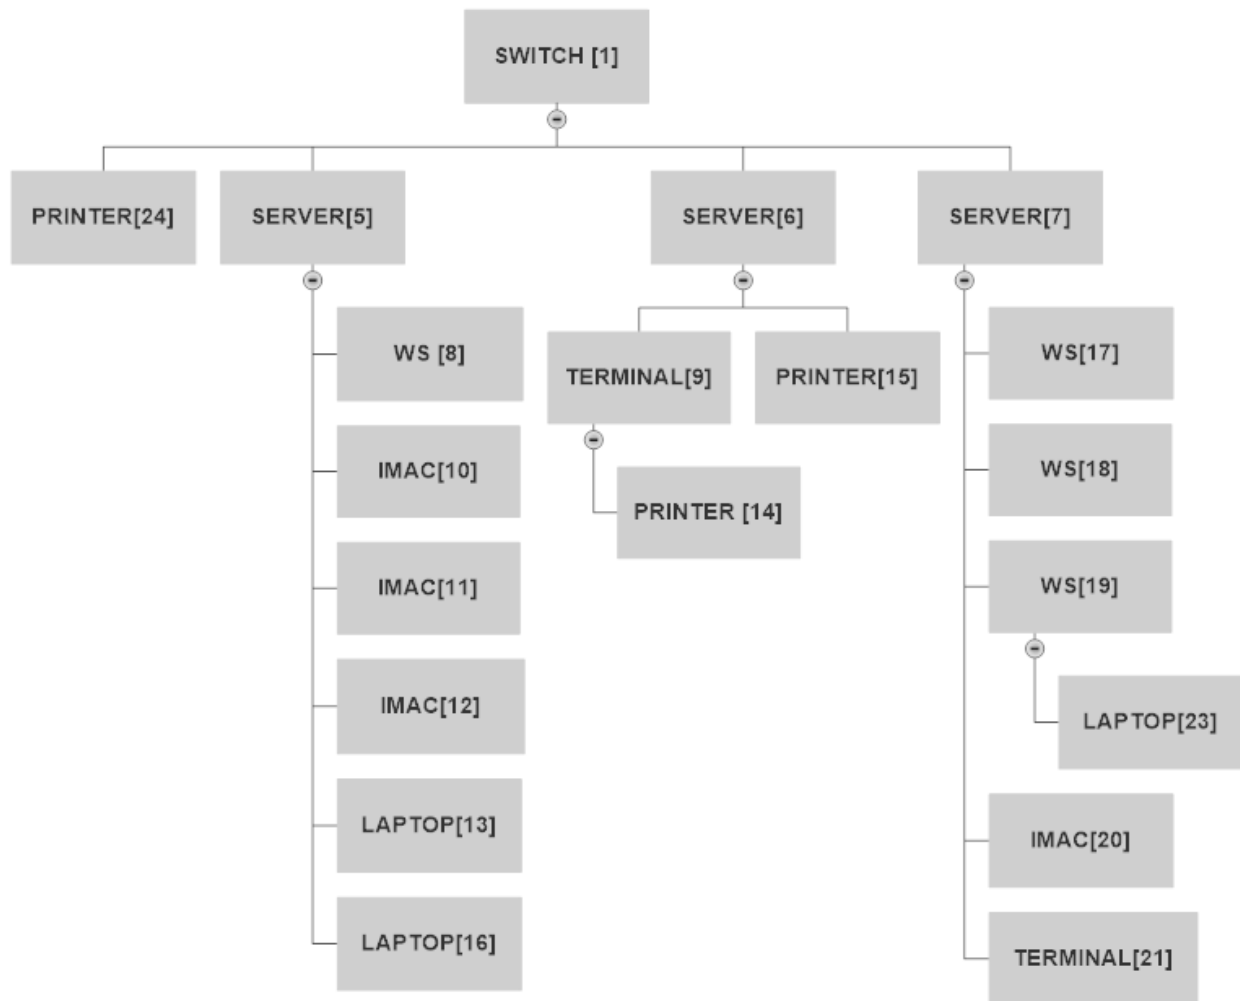 SWITCH [1]
PRINTER[24]
SERVER[5]
SERVER[6]
SERVER[7]
WS [8]
IMAC[10]
IMAC[11]
IMAC[12]
LAPTOP[13]
LAPTOP[16]
TERMINAL[9]
PRINTER[15]
PRINTER [14]
WS[17]
WS[18]
WS[19]
LAPTOP[23]
IMAC[20]
TERMINAL[21]